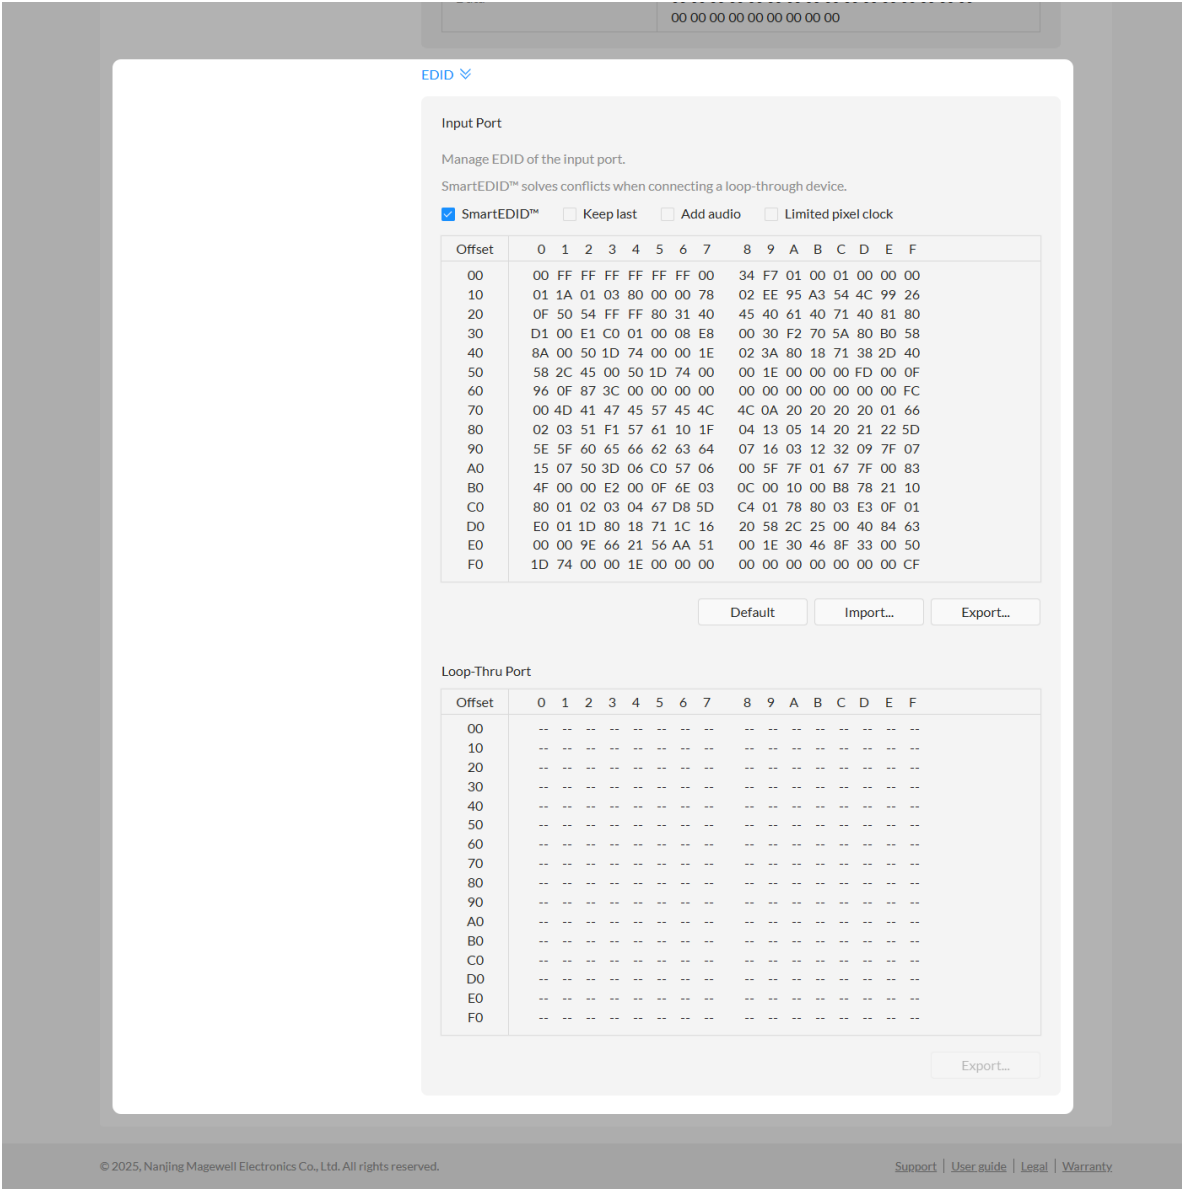 00 00 00 00 00 00 00 00 00
EDID
Input Port
Manage EDID of the input port.
SmartEDID™ solves conflicts when connecting a loop-through device.
SmartEDID™ Keep last Add audio Limited pixel clock
Offset 0 1 2 3 4 5 6 7 8 9 A B C D E F
00 00 FF FF FF FF FF FF 00 34 F7 01 00 01 00 00 00
10 01 1A 01 03 80 00 00 78 02 EE 95 A3 54 4C 99 26
20 0F 50 54 FF FF 80 31 40 45 40 61 40 71 40 81 80
30 D1 00 E1 C0 01 00 08 E8 00 30 F2 70 5A 80 B0 58
40 8A 00 50 1D 74 00 00 1E 02 3A 80 18 71 38 2D 40
50 58 2C 45 00 50 1D 74 00 00 1E 00 00 00 FD 00 0F
60 96 0F 87 3C 00 00 00 00 00 00 00 00 00 00 00 FC
70 00 4D 41 47 45 57 45 4C 4C 0A 20 20 20 20 01 66
80 02 03 51 F1 57 61 10 1F 04 13 05 14 20 21 22 5D
90 5E 5F 60 65 66 62 63 64 07 16 03 12 32 09 7F 07
A0 15 07 50 3D 06 C0 57 06 00 5F 7F 01 67 7F 00 83
B0 4F 00 00 E2 00 0F 6E 03 0C 00 10 00 B8 78 21 10
C0 80 01 02 03 04 67 D8 5D C4 01 78 80 03 E3 0F 01
D0 E0 01 1D 80 18 71 1C 16 20 58 2C 25 00 40 84 63
E0 00 00 9E 66 21 56 AA 51 00 1E 30 46 8F 33 00 50
F0 1D 74 00 00 1E 00 00 00 00 00 00 00 00 00 00 CF
Default Import... Export...
Loop-Thru Port
Offset 0 1 2 3 4 5 6 7 8 9 A B C D E F
00 -- -- -- -- -- -- -- -- -- -- -- -- -- -- -- --
10 -- -- -- -- -- -- -- -- -- -- -- -- -- -- -- --
20 -- -- -- -- -- -- -- -- -- -- -- -- -- -- -- --
30 -- -- -- -- -- -- -- -- -- -- -- -- -- -- -- --
40 -- -- -- -- -- -- -- -- -- -- -- -- -- -- -- --
50 -- -- -- -- -- -- -- -- -- -- -- -- -- -- -- --
60 -- -- -- -- -- -- -- -- -- -- -- -- -- -- -- --
70 -- -- -- -- -- -- -- -- -- -- -- -- -- -- -- --
80 -- -- -- -- -- -- -- -- -- -- -- -- -- -- -- --
90 -- -- -- -- -- -- -- -- -- -- -- -- -- -- -- --
A0 -- -- -- -- -- -- -- -- -- -- -- -- -- -- -- --
B0 -- -- -- -- -- -- -- -- -- -- -- -- -- -- -- --
C0 -- -- -- -- -- -- -- -- -- -- -- -- -- -- -- --
D0 -- -- -- -- -- -- -- -- -- -- -- -- -- -- -- --
E0 -- -- -- -- -- -- -- -- -- -- -- -- -- -- -- --
F0 -- -- -- -- -- -- -- -- -- -- -- -- -- -- -- --
Export...
© 2025, Nanjing Magewell Electronics Co., Ltd. All rights reserved.
Support | User guide | Legal | Warranty